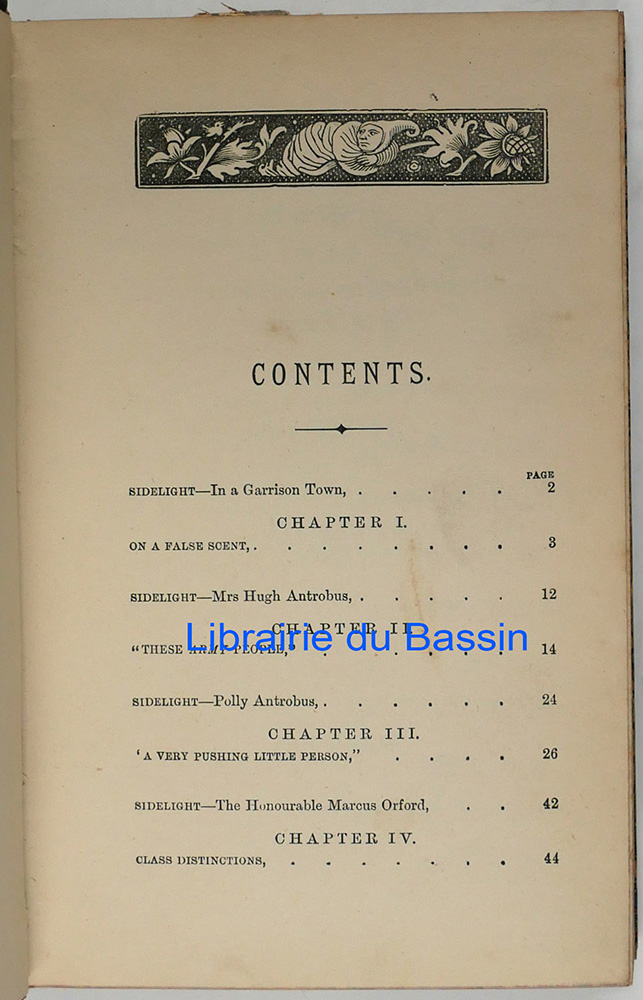 CONTENTS.
PAGE
SIDELIGHT—In a Garrison Town, . . . . . 2
CHAPTER I.
ON A FALSE SCENT, . . . . . . . . 3
SIDELIGHT—Mrs Hugh Antrobus, . . . . . 12
CHAPTER II.
Librairie du Bassin
"THESE ARMY PEOPLE," . . . . . 14
SIDELIGHT—Polly Antrobus, . . . . . . 24
CHAPTER III.
'A VERY PUSHING LITTLE PERSON," . . . . 26
SIDELIGHT—The Honourable Marcus Orford, . . 42
CHAPTER IV.
CLASS DISTINCTIONS, . . . . . . . 44